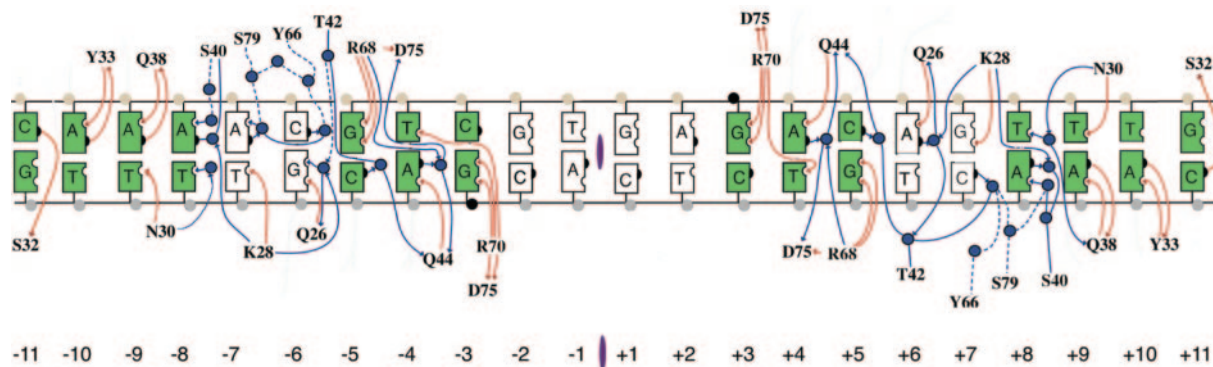 T42 D75
Y33 Q38 S40 S79 Y66 R68 D75 R70 Q44 Q26 K28 N30 S32
C A A A A C G T C G T G A G A C A G T T T G
G T T T T G C A G C A C T C T G T C A A A C
S32 N30 K28 Q26 Q44 R70 D75 R68 T42 Y66 S79 S40 Q38 Y33
D75
-11 -10 -9 -8 -7 -6 -5 -4 -3 -2 -1 +1 +2 +3 +4 +5 +6 +7 +8 +9 +10 +11